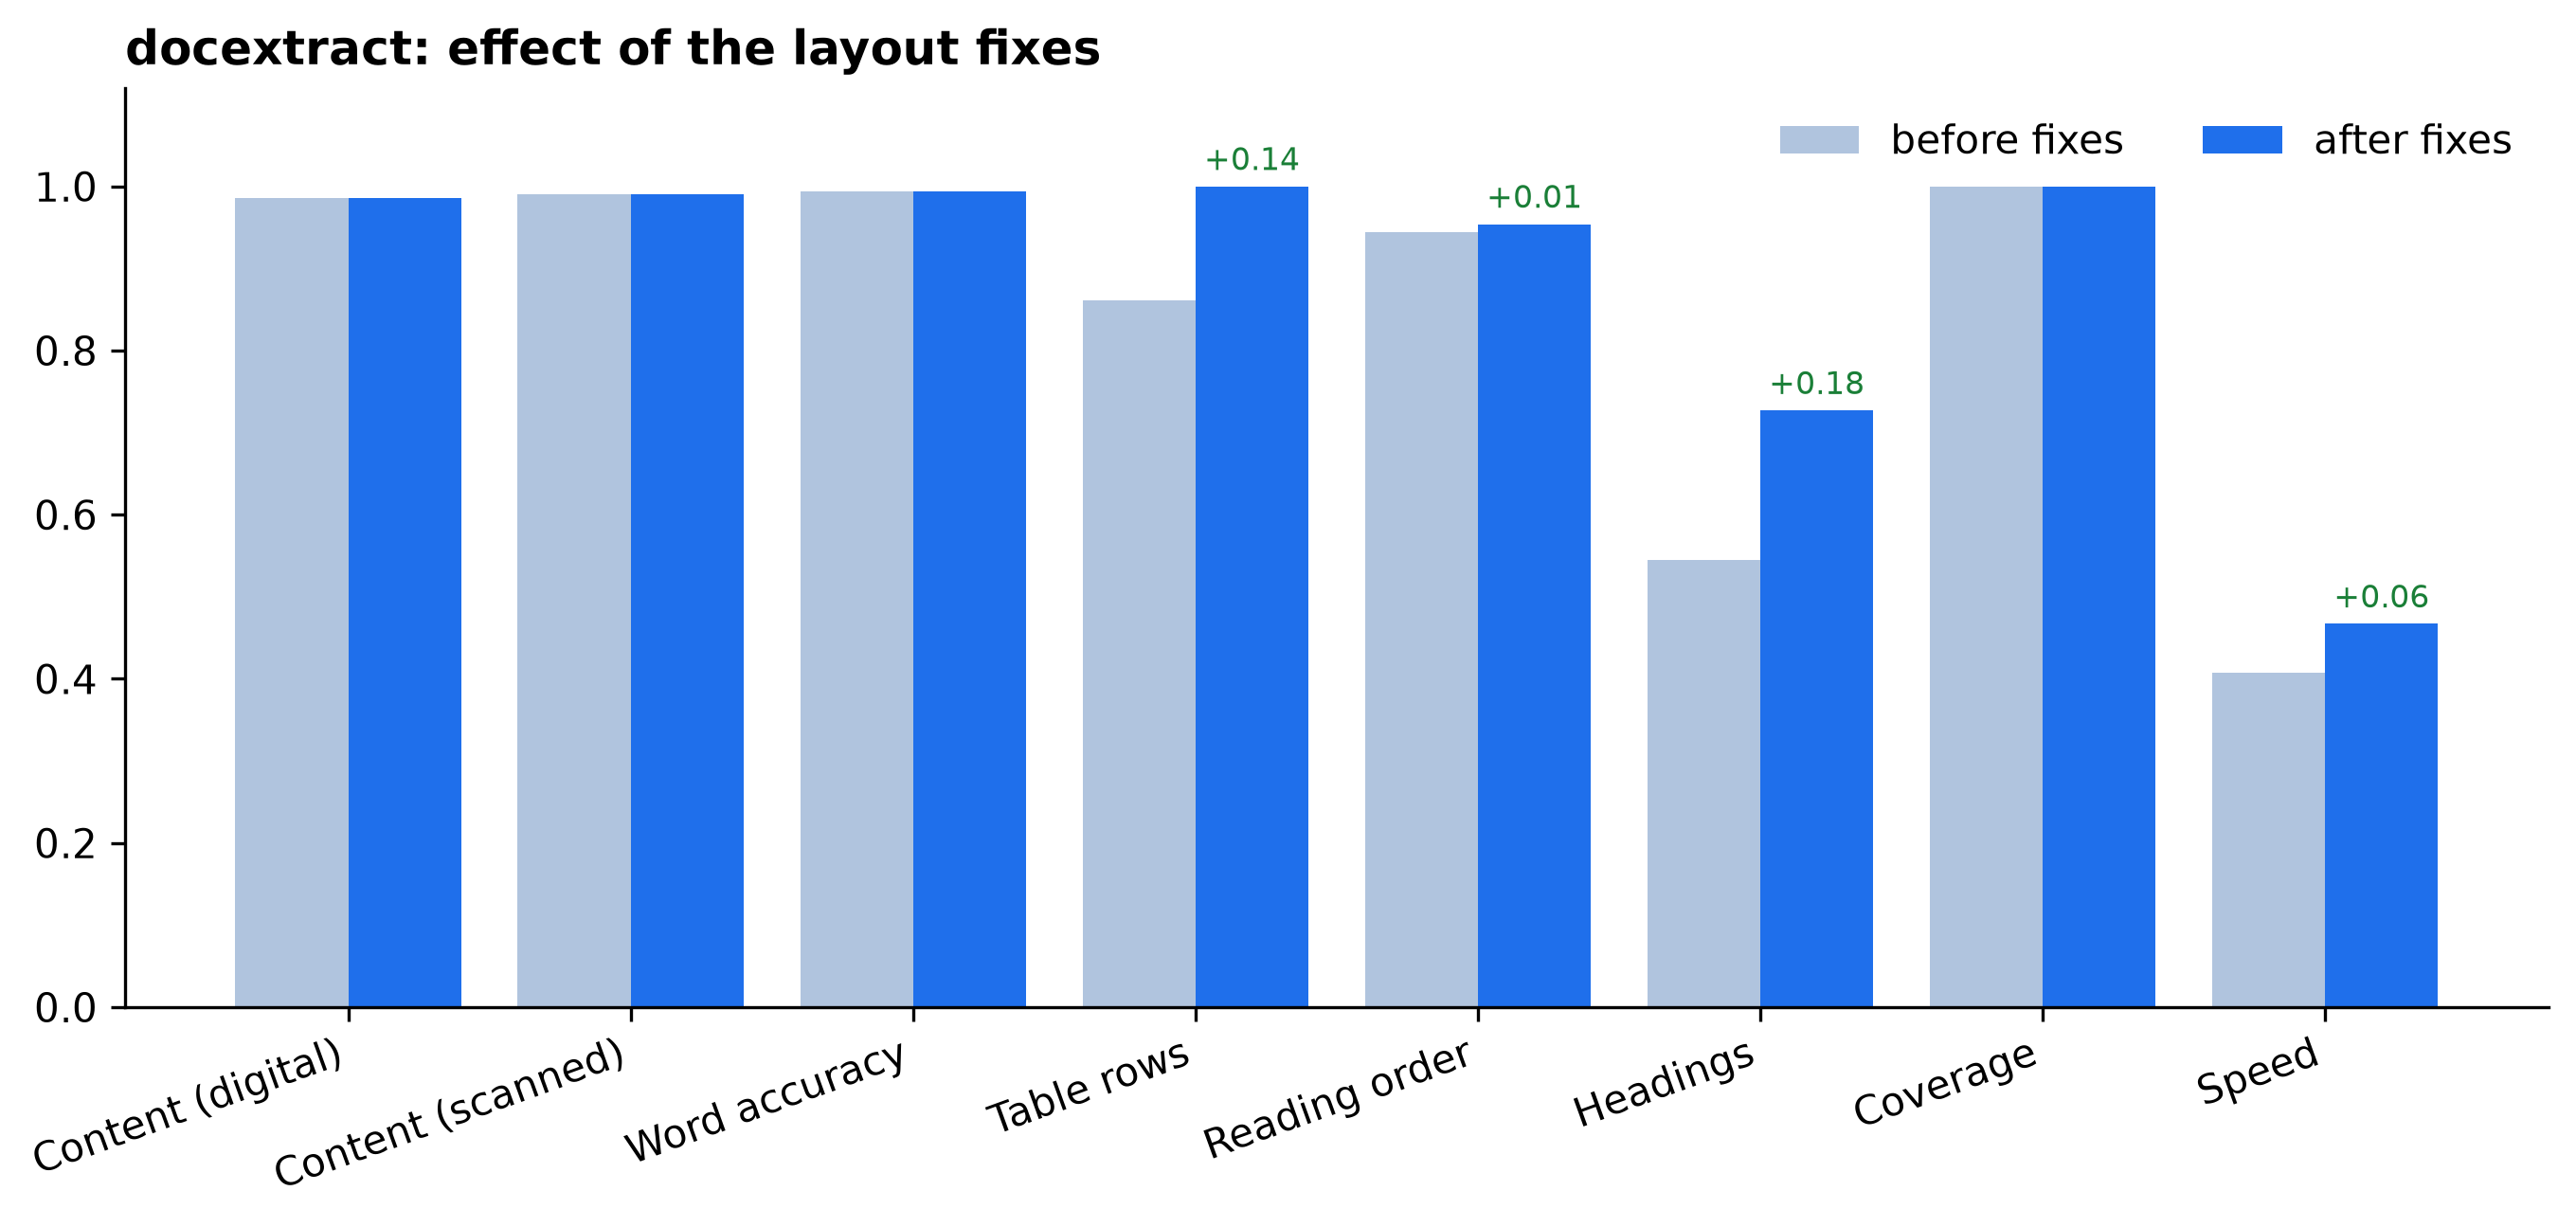 docextract: effect of the layout fixes
before fixes after fixes
+0.14
+0.01
+0.18
+0.06
1.0
0.8
0.6
0.4
0.2
0.0
Content (digital)
Content (scanned)
Word accuracy
Table rows
Reading order
Headings
Coverage
Speed